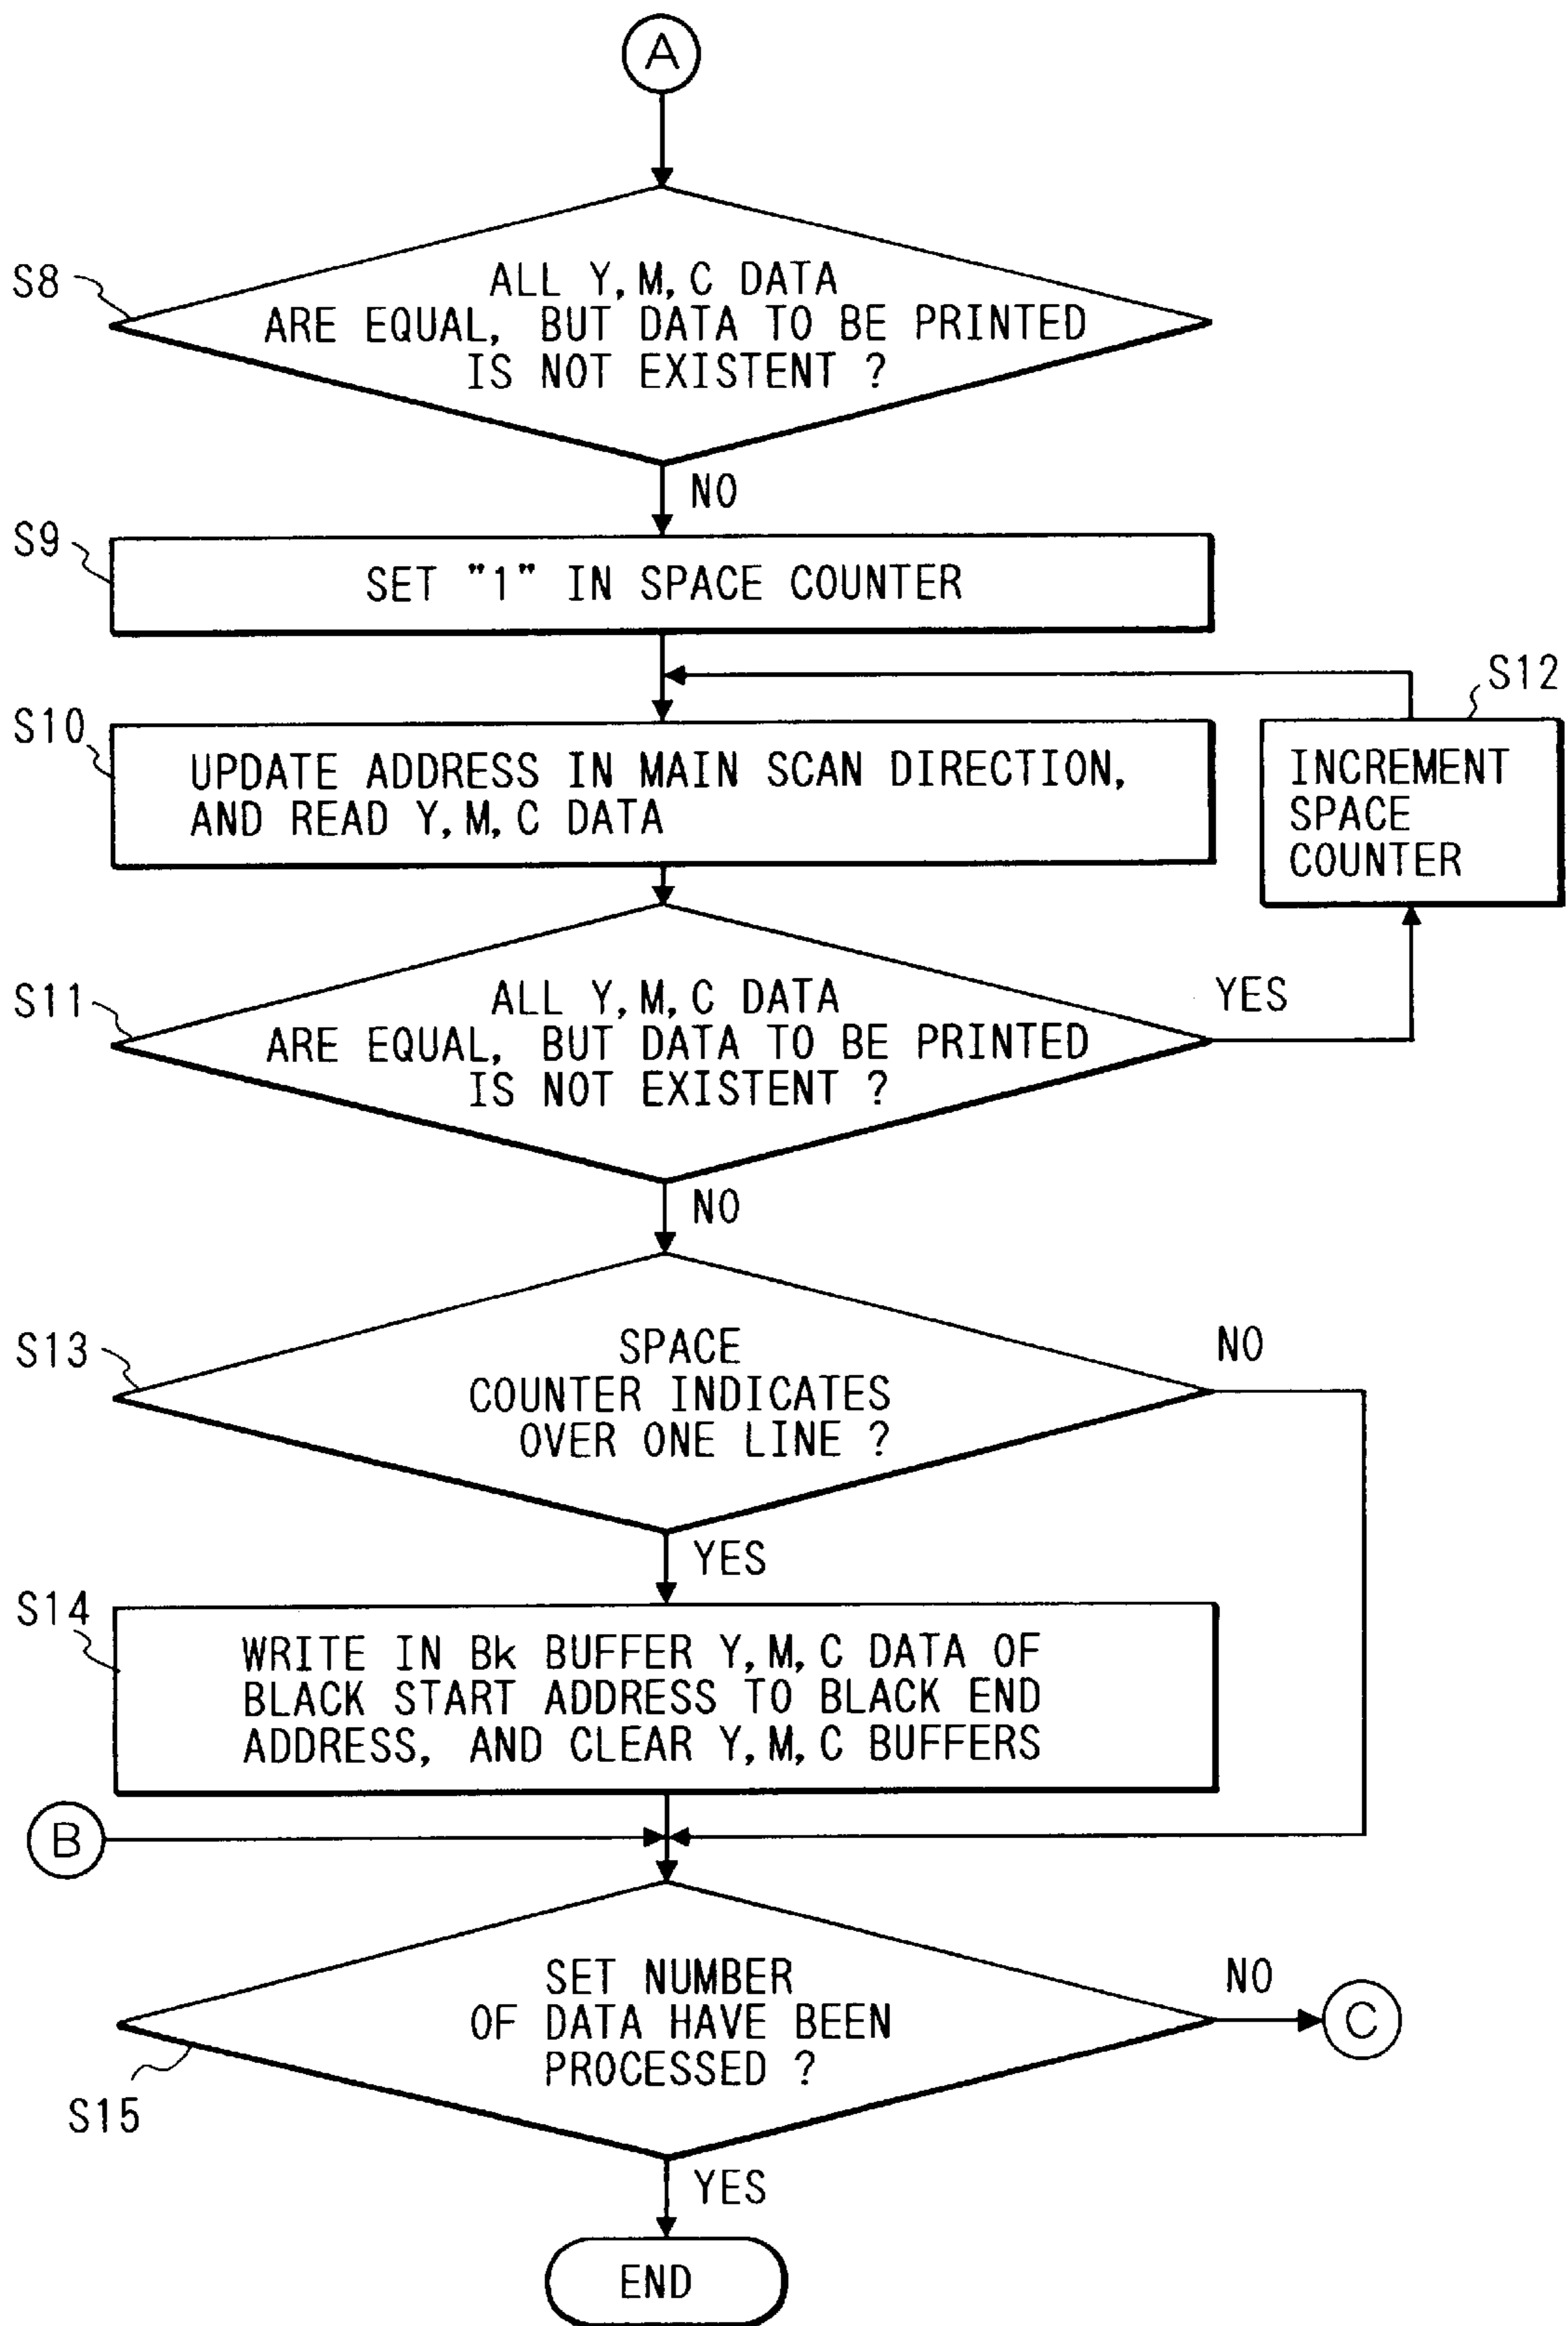 A
S8
ALL Y, M, C DATA
ARE EQUAL, BUT DATA TO BE PRINTED
IS NOT EXISTENT ?
NO
S9
SET "1" IN SPACE COUNTER
S12
S10
UPDATE ADDRESS IN MAIN SCAN DIRECTION,
AND READ Y, M, C DATA
INCREMENT
SPACE
COUNTER
S11
ALL Y, M, C DATA
ARE EQUAL, BUT DATA TO BE PRINTED
IS NOT EXISTENT ?
YES
NO
S13
SPACE
COUNTER INDICATES
OVER ONE LINE ?
NO
YES
S14
WRITE IN Bk BUFFER Y, M, C DATA OF
BLACK START ADDRESS TO BLACK END
ADDRESS, AND CLEAR Y, M, C BUFFERS
B
SET NUMBER
OF DATA HAVE BEEN
PROCESSED ?
NO
C
S15
YES
END